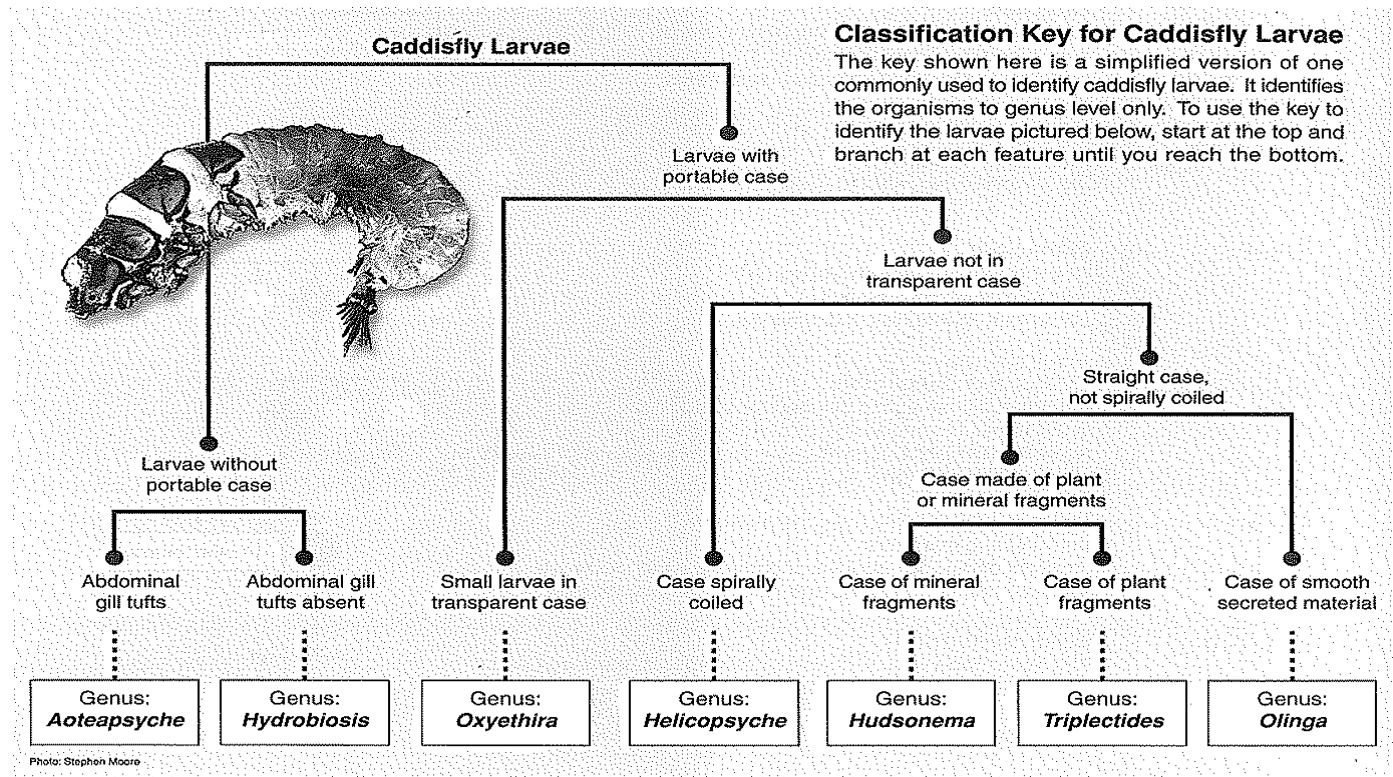 Caddisfly Larvae
Classification Key for Caddisfly Larvae
The key shown here is a simplified version of one
commonly used to identify caddisfly larvae. It identifies
the organisms to genus level only. To use the key to
identify the larvae pictured below, start at the top and
branch at each feature until you reach the bottom.
Larvae with
portable case
Larvae not in
transparent case
Straight case,
not spirally coiled
Larvae without
portable case
Case made of plant
or mineral fragments
Abdominal
gill tufts
Abdominal gill
tufts absent
Small larvae in
transparent case
Case spirally
coiled
Case of mineral
fragments
Case of plant
fragments
Case of smooth
secreted material
Genus:
Aoteapsyche
Genus:
Hydrobiosis
Genus:
Oxyethira
Genus:
Helicopsyche
Genus:
Hudsonema
Genus:
Triplectides
Genus:
Olinga
Photo: Stephen Moore